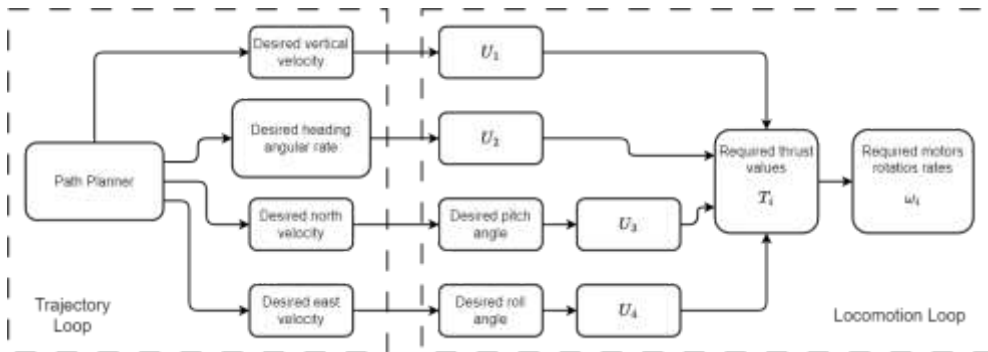 Desired vertical
velocity
U₁
Desired heading
angular rate
U₂
Path Planner
Required thrust
values
Tᵢ
Required motors
rotation rates
ωᵢ
Desired north
velocity
Desired pitch
angle
U₃
Desired east
velocity
Desired roll
angle
U₄
Trajectory
Loop
Locomotion Loop